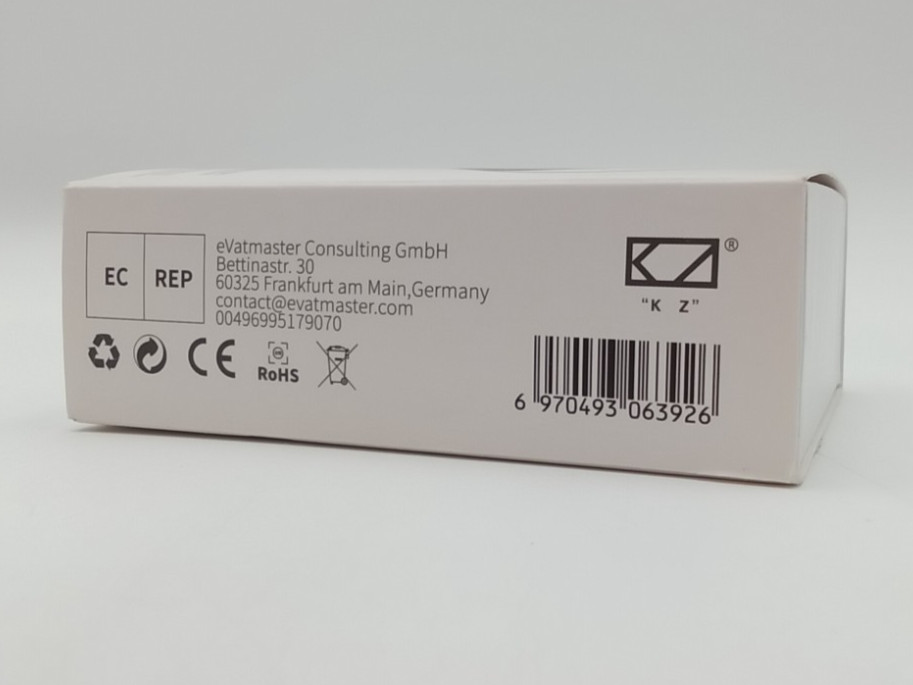 EC REP
eVatmaster Consulting GmbH
Bettinastr. 30
60325 Frankfurt am Main,Germany
contact@evatmaster.com
00496995179070
CE
RoHS
KZ®
"K Z"
6 970493 063926